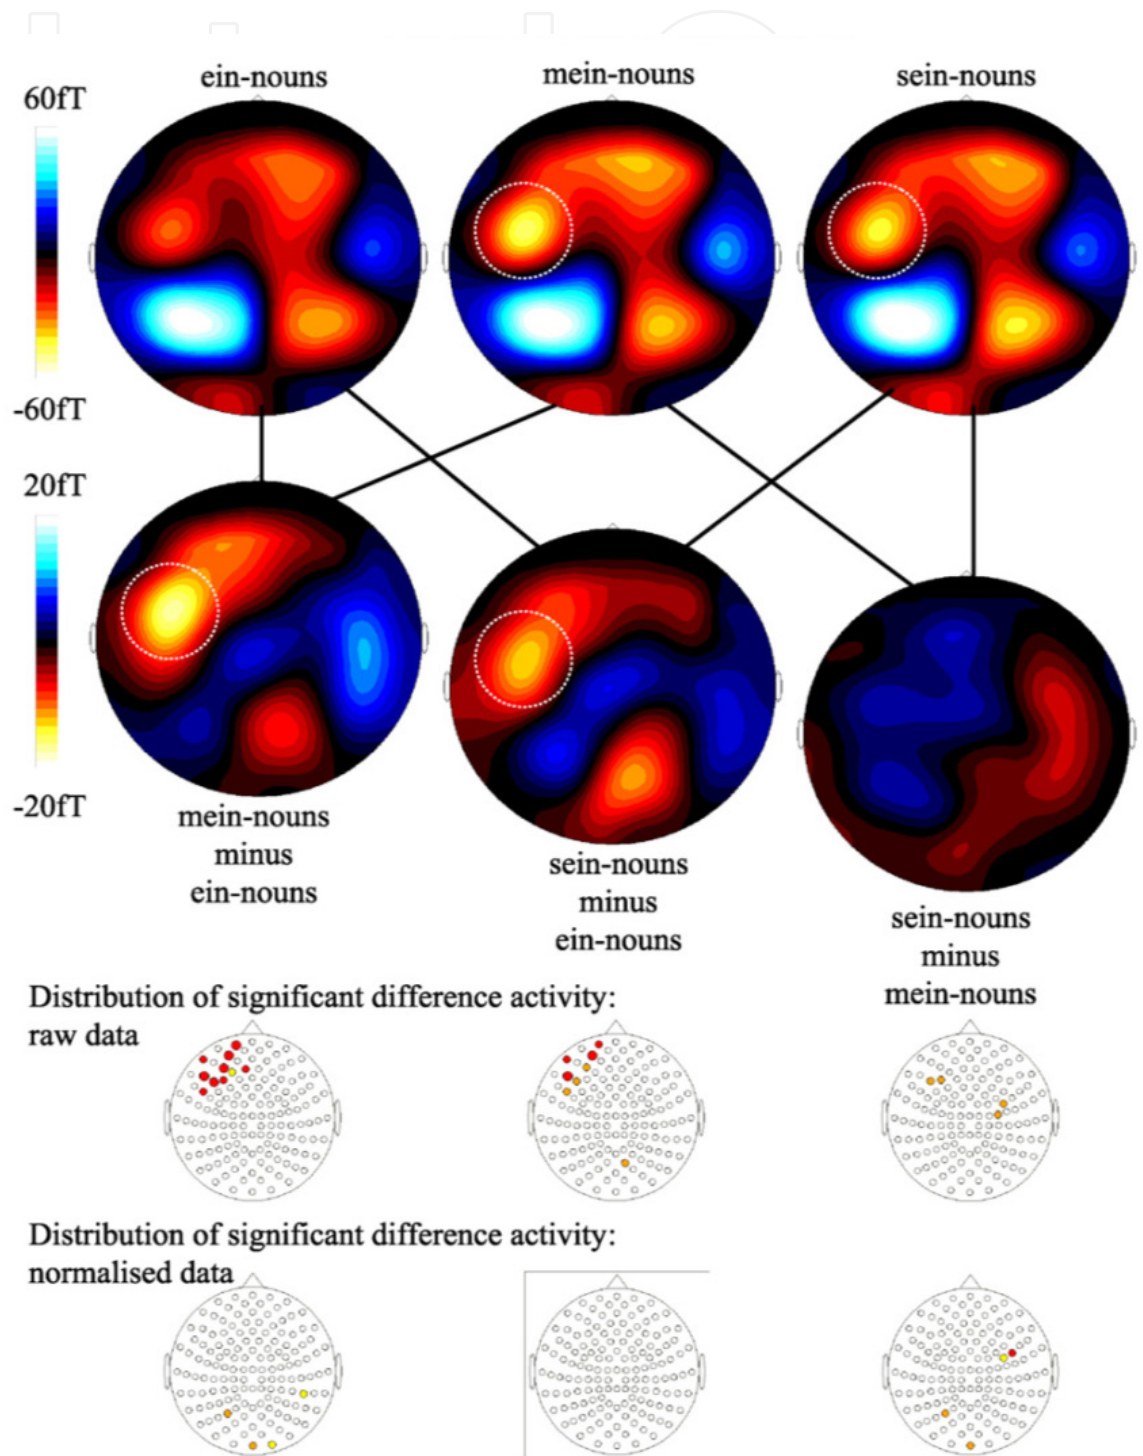 ein-nouns
mein-nouns
sein-nouns
60fT
-60fT
20fT
-20fT
mein-nouns
minus
ein-nouns
sein-nouns
minus
ein-nouns
sein-nouns
minus
mein-nouns
Distribution of significant difference activity:
raw data
Distribution of significant difference activity:
normalised data